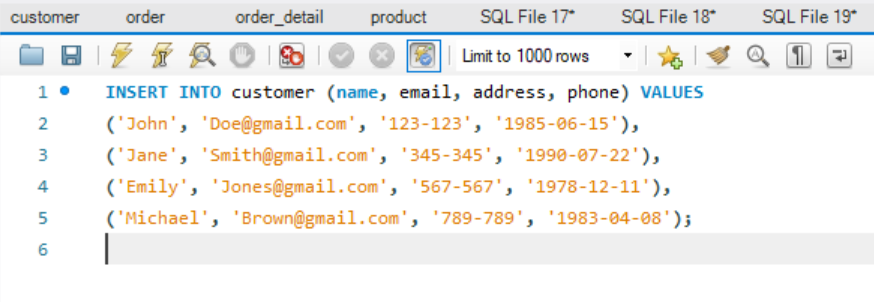 customer order order_detail product SQL File 17* SQL File 18* SQL File 19*
Limit to 1000 rows
1 INSERT INTO customer (name, email, address, phone) VALUES
2 ('John', 'Doe@gmail.com', '123-123', '1985-06-15'),
3 ('Jane', 'Smith@gmail.com', '345-345', '1990-07-22'),
4 ('Emily', 'Jones@gmail.com', '567-567', '1978-12-11'),
5 ('Michael', 'Brown@gmail.com', '789-789', '1983-04-08');
6